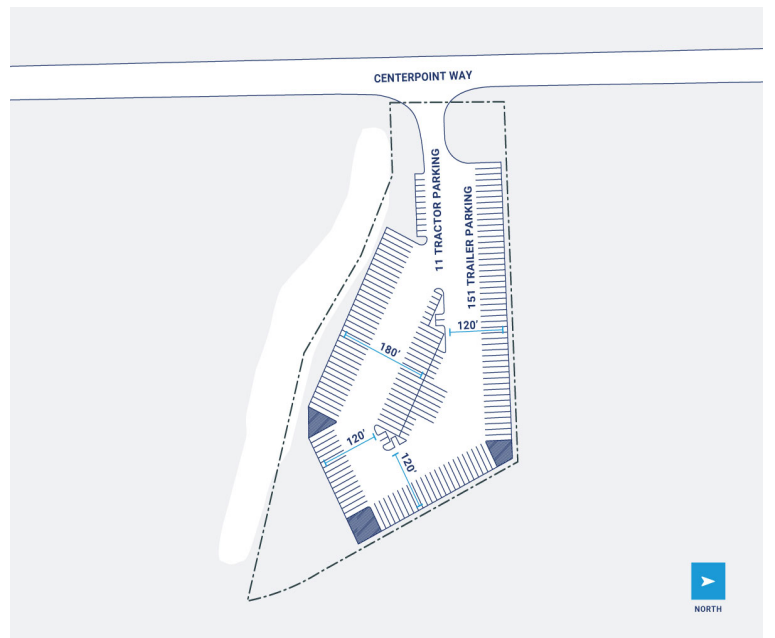 CENTERPOINT WAY
11 TRACTOR PARKING
151 TRAILER PARKING
120'
180'
120'
120'
NORTH